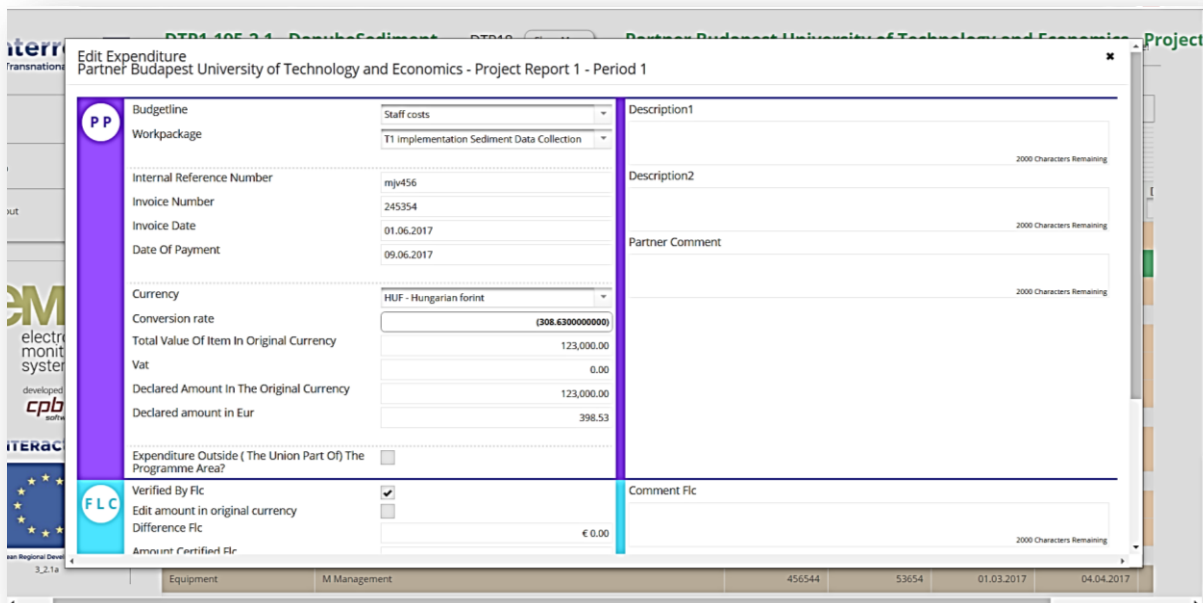 Edit Expenditure
Partner Budapest University of Technology and Economics - Project Report 1 - Period 1
Project
Transnational
PP
Budgetline
Staff costs
Workpackage
T1 Implementation Sediment Data Collection
Internal Reference Number
mjv456
Invoice Number
245354
Invoice Date
01.06.2017
Date Of Payment
09.06.2017
Currency
HUF - Hungarian forint
Conversion rate
(308.6300000000)
Total Value Of Item In Original Currency
123,000.00
Vat
0.00
Declared Amount In The Original Currency
123,000.00
Declared amount in Eur
398.53
Expenditure Outside ( The Union Part Of) The
Programme Area?
Description1
2000 Characters Remaining
Description2
2000 Characters Remaining
Partner Comment
2000 Characters Remaining
FLC
Verified By Flc
Edit amount in original currency
Difference Flc
€ 0.00
Amount Certified Flc
Comment Flc
2000 Characters Remaining
developed
cpb
3_2.1a
Equipment M Management 456544 53654 01.03.2017 04.04.2017